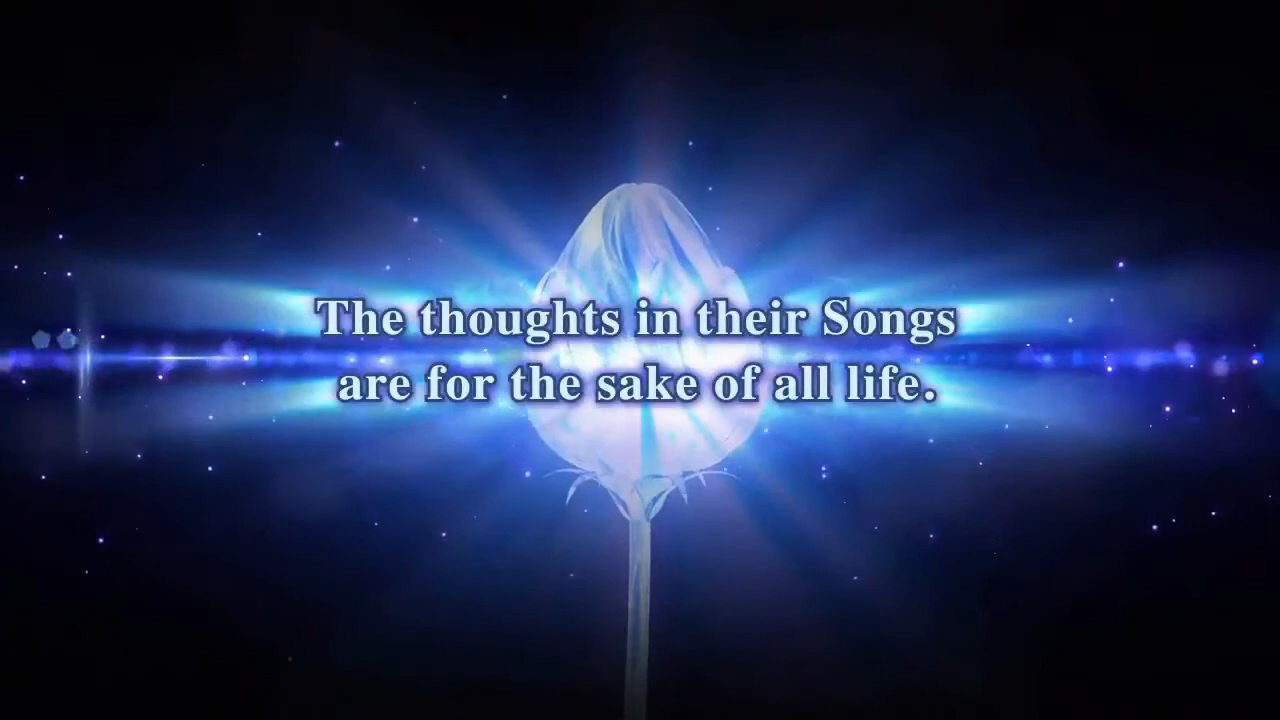 The thoughts in their Songs
are for the sake of all life.